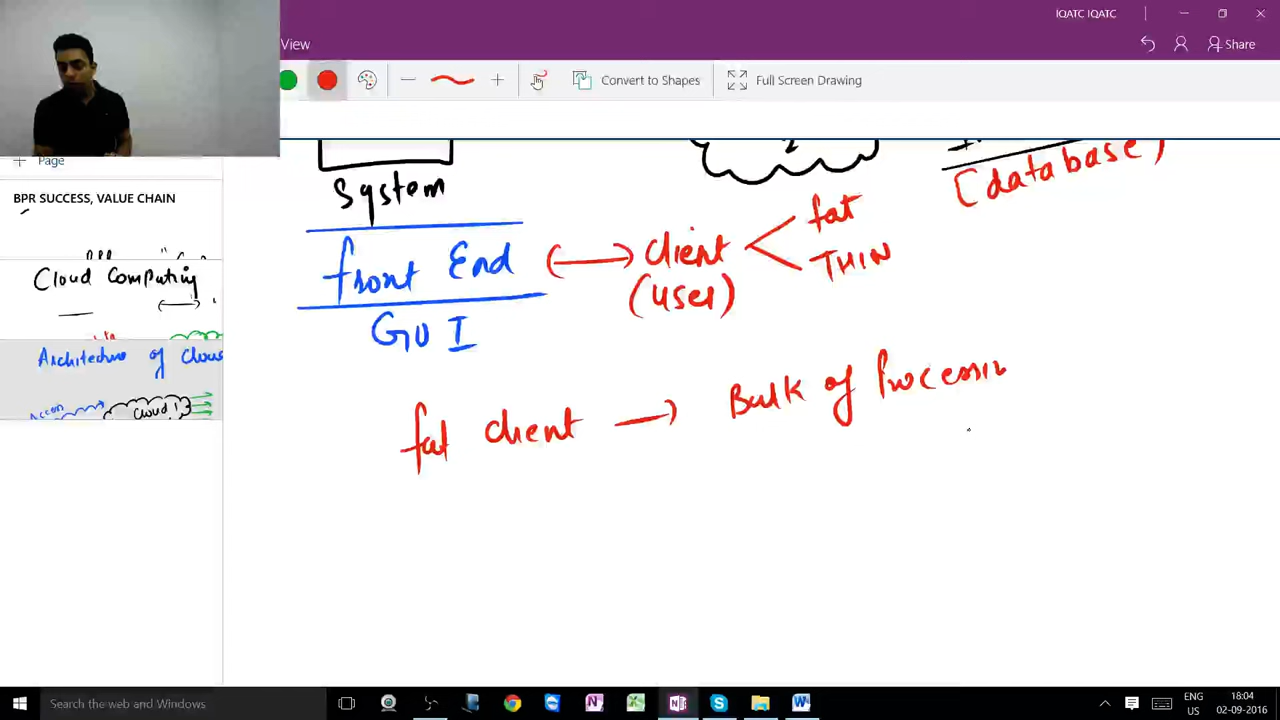 IQATC IQATC
View
Share
Convert to Shapes
Full Screen Drawing
Page
BPR SUCCESS, VALUE CHAIN
Cloud Computing
Architecture of Cloud
Access
Cloud
System
(database)
front End
client
fat
THIN
(user)
GUI
fat client → Bulk of Processin
Search the web and Windows
ENG
US
18:04
02-09-2016